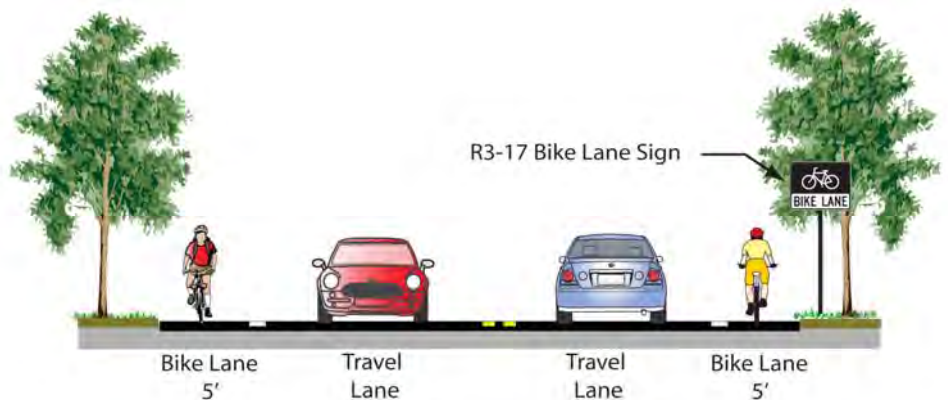 R3-17 Bike Lane Sign
BIKE LANE
Bike Lane
5'
Travel
Lane
Travel
Lane
Bike Lane
5'